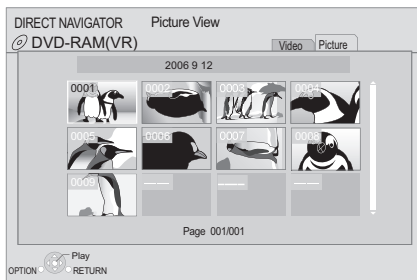 DIRECT NAVIGATOR Picture View
DVD-RAM(VR)
Video Picture
2006 9 12
0001 0002 0003 0004
0005 0006 0007 0008
0009 --- --- ---
Page 001/001
Play
OPTION RETURN